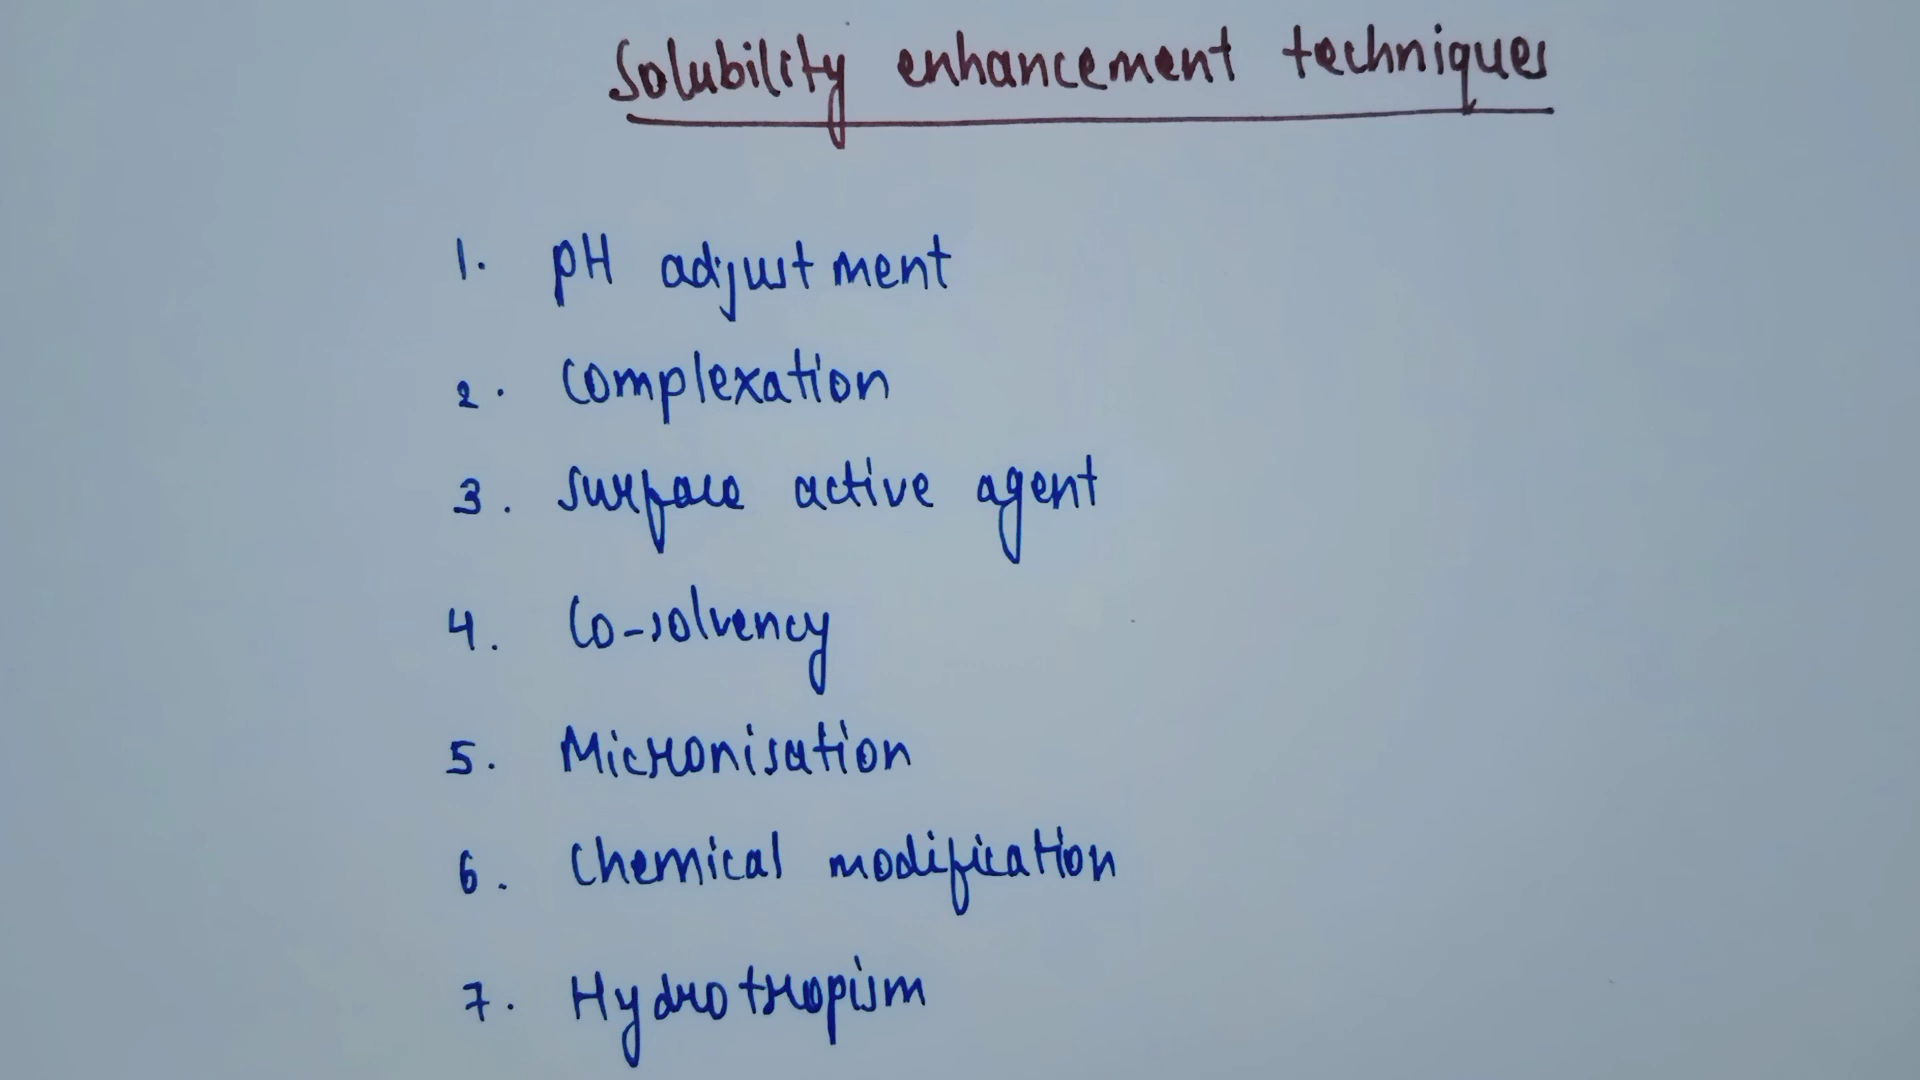 Solubility enhancement techniques
1. pH adjustment
2. Complexation
3. Surface active agent
4. Co-solvency
5. Micronisation
6. Chemical modification
7. Hydrotropism